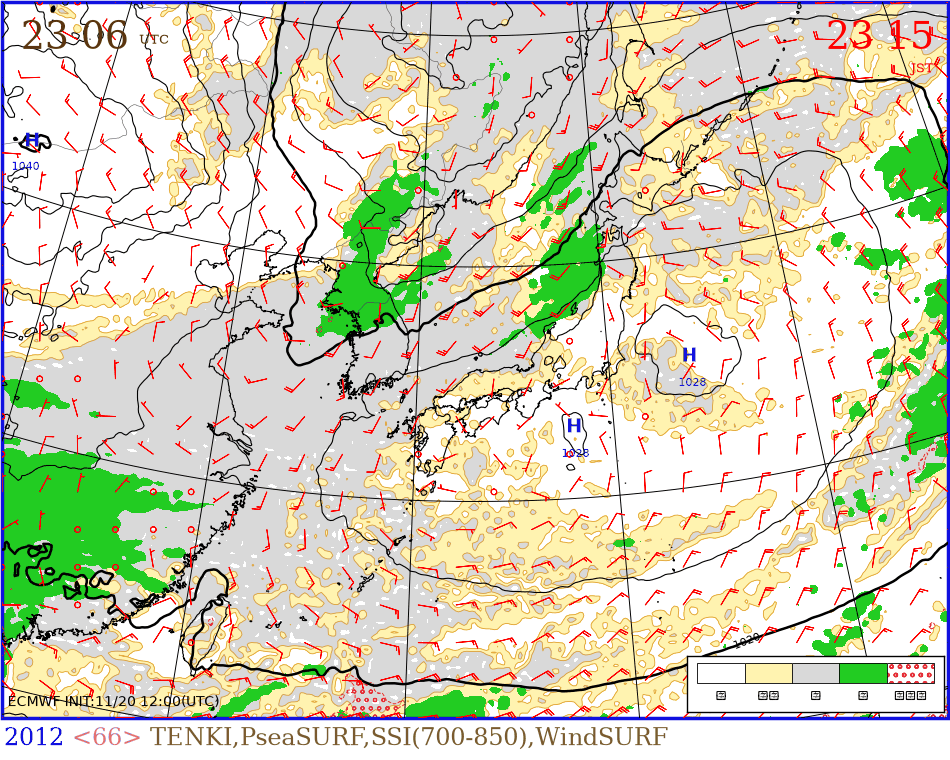 23 06 UTC
23 15 JST
H
1040
H
1028
H
1028
1020
ECMWF INIT:11/20 12:00(UTC)
2012 <66> TENKI,PseaSURF,SSI(700-850),WindSURF